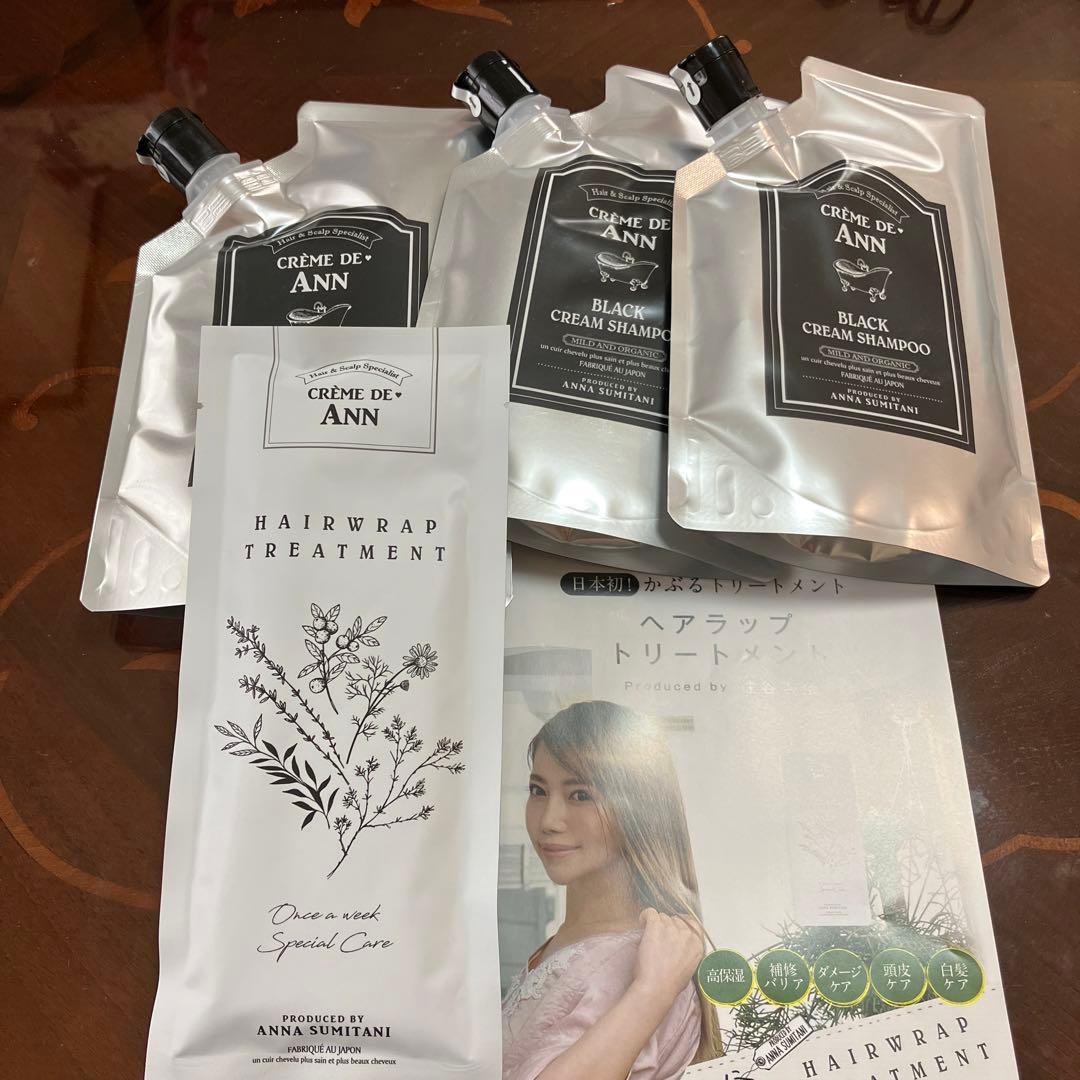 Hair & Scalp Specialist
CRÈME DE♥
ANN
Hair & Scalp Specialist
CRÈME DE
ANN
BLACK
CREAM SHAMPO
MILD AND ORGANIC
un cuir chevelu plus sain et plus beaux che
FABRIQUÉ AU JAPON
PRODUCED BY
ANNA SUMITANI
Hair & Scalp Specialist
CRÈME DE♥
ANN
BLACK
CREAM SHAMPOO
MILD AND ORGANIC
un cuir chevelu plus sain et plus beaux cheveux
FABRIQUÉ AU JAPON
PRODUCED BY
ANNA SUMITANI
Hair & Scalp Specialist
CRÈME DE♥
ANN
HAIRWRAP
TREATMENT
Once a week
Special Care
PRODUCED BY
ANNA SUMITANI
FABRIQUÉ AU JAPON
un cuir chevelu plus sain et plus beaux cheveux
日本初! かぶるトリートメント
ヘアラップ
トリートメント
Produced by
高保湿
補修
バリア
ダメージ
ケア
頭皮
ケア
白髪
ケア
PRODUCED BY
©ANNA SUMITANI
HAIRWRAP
EATMENT